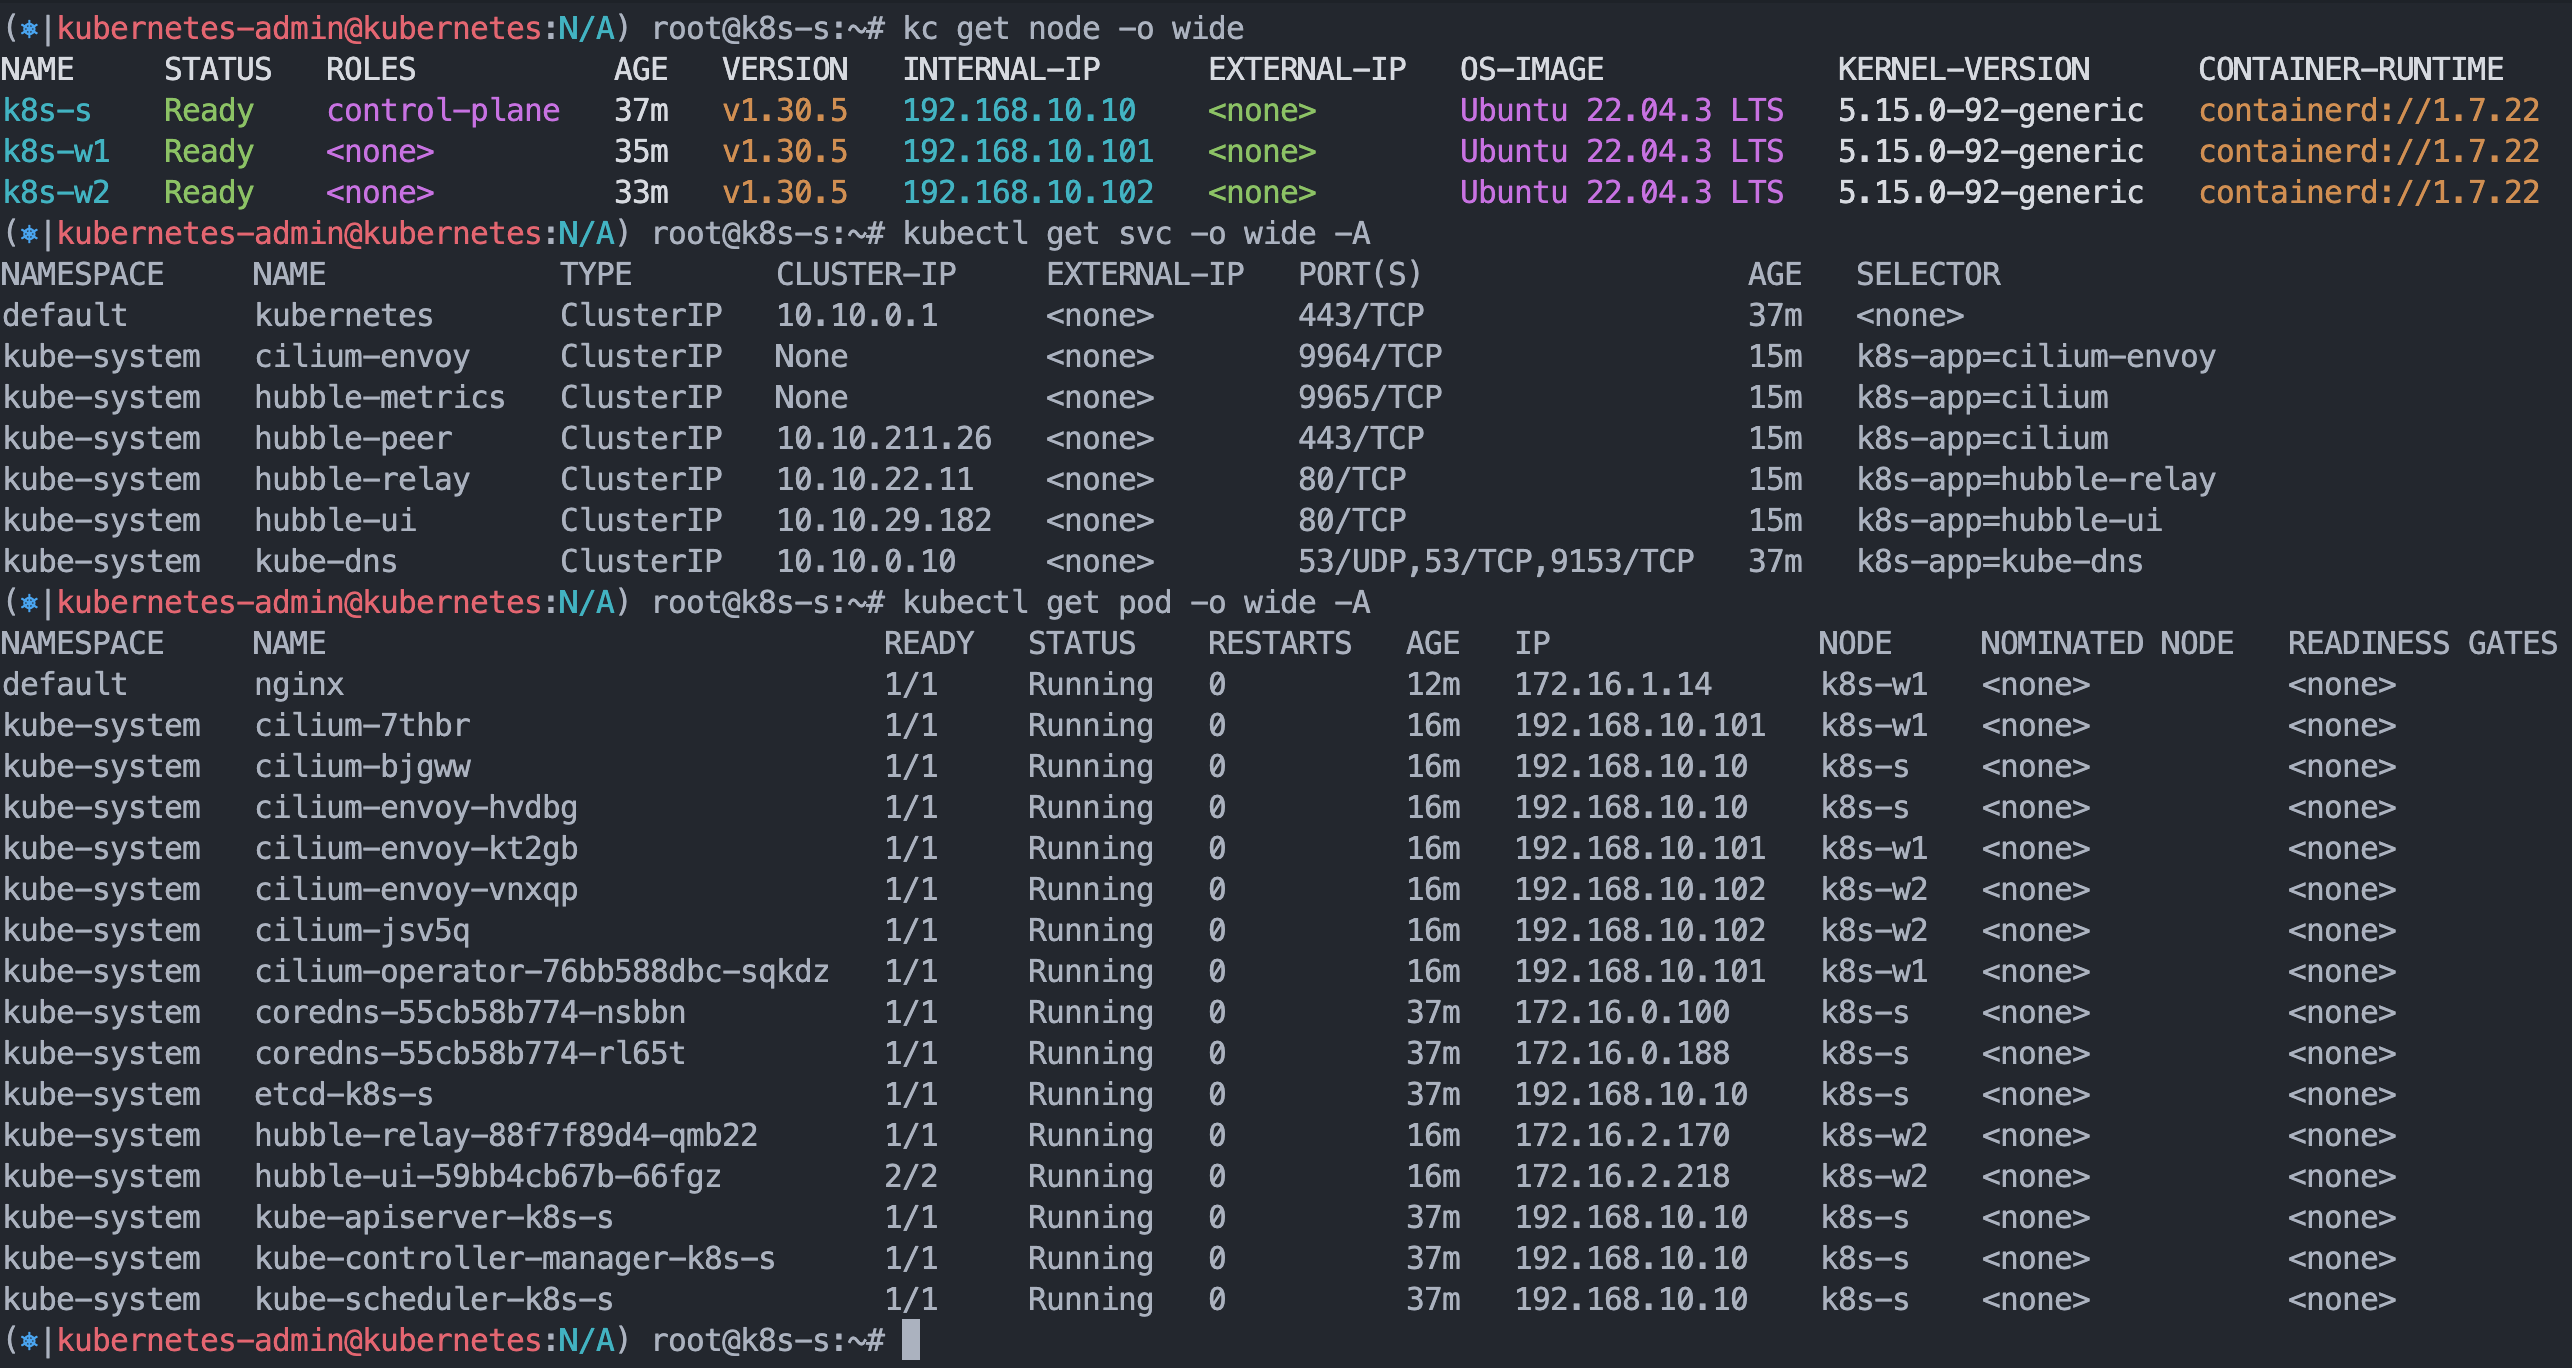 (⎈|kubernetes-admin@kubernetes:N/A) root@k8s-s:~# kc get node -o wide
NAME     STATUS   ROLES           AGE   VERSION   INTERNAL-IP      EXTERNAL-IP   OS-IMAGE             KERNEL-VERSION      CONTAINER-RUNTIME
k8s-s    Ready    control-plane   37m   v1.30.5   192.168.10.10    <none>        Ubuntu 22.04.3 LTS   5.15.0-92-generic   containerd://1.7.22
k8s-w1   Ready    <none>          35m   v1.30.5   192.168.10.101   <none>        Ubuntu 22.04.3 LTS   5.15.0-92-generic   containerd://1.7.22
k8s-w2   Ready    <none>          33m   v1.30.5   192.168.10.102   <none>        Ubuntu 22.04.3 LTS   5.15.0-92-generic   containerd://1.7.22
(⎈|kubernetes-admin@kubernetes:N/A) root@k8s-s:~# kubectl get svc -o wide -A
NAMESPACE     NAME             TYPE        CLUSTER-IP     EXTERNAL-IP   PORT(S)                  AGE   SELECTOR
default       kubernetes       ClusterIP   10.10.0.1      <none>        443/TCP                  37m   <none>
kube-system   cilium-envoy     ClusterIP   None           <none>        9964/TCP                 15m   k8s-app=cilium-envoy
kube-system   hubble-metrics   ClusterIP   None           <none>        9965/TCP                 15m   k8s-app=cilium
kube-system   hubble-peer      ClusterIP   10.10.211.26   <none>        443/TCP                  15m   k8s-app=cilium
kube-system   hubble-relay     ClusterIP   10.10.22.11    <none>        80/TCP                   15m   k8s-app=hubble-relay
kube-system   hubble-ui        ClusterIP   10.10.29.182   <none>        80/TCP                   15m   k8s-app=hubble-ui
kube-system   kube-dns         ClusterIP   10.10.0.10     <none>        53/UDP,53/TCP,9153/TCP   37m   k8s-app=kube-dns
(⎈|kubernetes-admin@kubernetes:N/A) root@k8s-s:~# kubectl get pod -o wide -A
NAMESPACE     NAME                               READY   STATUS    RESTARTS   AGE   IP               NODE     NOMINATED NODE   READINESS GATES
default       nginx                              1/1     Running   0          12m   172.16.1.14      k8s-w1   <none>           <none>
kube-system   cilium-7thbr                       1/1     Running   0          16m   192.168.10.101   k8s-w1   <none>           <none>
kube-system   cilium-bjgww                       1/1     Running   0          16m   192.168.10.10    k8s-s    <none>           <none>
kube-system   cilium-envoy-hvdbg                 1/1     Running   0          16m   192.168.10.10    k8s-s    <none>           <none>
kube-system   cilium-envoy-kt2gb                 1/1     Running   0          16m   192.168.10.101   k8s-w1   <none>           <none>
kube-system   cilium-envoy-vnxqp                 1/1     Running   0          16m   192.168.10.102   k8s-w2   <none>           <none>
kube-system   cilium-jsv5q                       1/1     Running   0          16m   192.168.10.102   k8s-w2   <none>           <none>
kube-system   cilium-operator-76bb588dbc-sqkdz   1/1     Running   0          16m   192.168.10.101   k8s-w1   <none>           <none>
kube-system   coredns-55cb58b774-nsbbn           1/1     Running   0          37m   172.16.0.100     k8s-s    <none>           <none>
kube-system   coredns-55cb58b774-rl65t           1/1     Running   0          37m   172.16.0.188     k8s-s    <none>           <none>
kube-system   etcd-k8s-s                         1/1     Running   0          37m   192.168.10.10    k8s-s    <none>           <none>
kube-system   hubble-relay-88f7f89d4-qmb22       1/1     Running   0          16m   172.16.2.170     k8s-w2   <none>           <none>
kube-system   hubble-ui-59bb4cb67b-66fgz         2/2     Running   0          16m   172.16.2.218     k8s-w2   <none>           <none>
kube-system   kube-apiserver-k8s-s               1/1     Running   0          37m   192.168.10.10    k8s-s    <none>           <none>
kube-system   kube-controller-manager-k8s-s      1/1     Running   0          37m   192.168.10.10    k8s-s    <none>           <none>
kube-system   kube-scheduler-k8s-s               1/1     Running   0          37m   192.168.10.10    k8s-s    <none>           <none>
(⎈|kubernetes-admin@kubernetes:N/A) root@k8s-s:~#